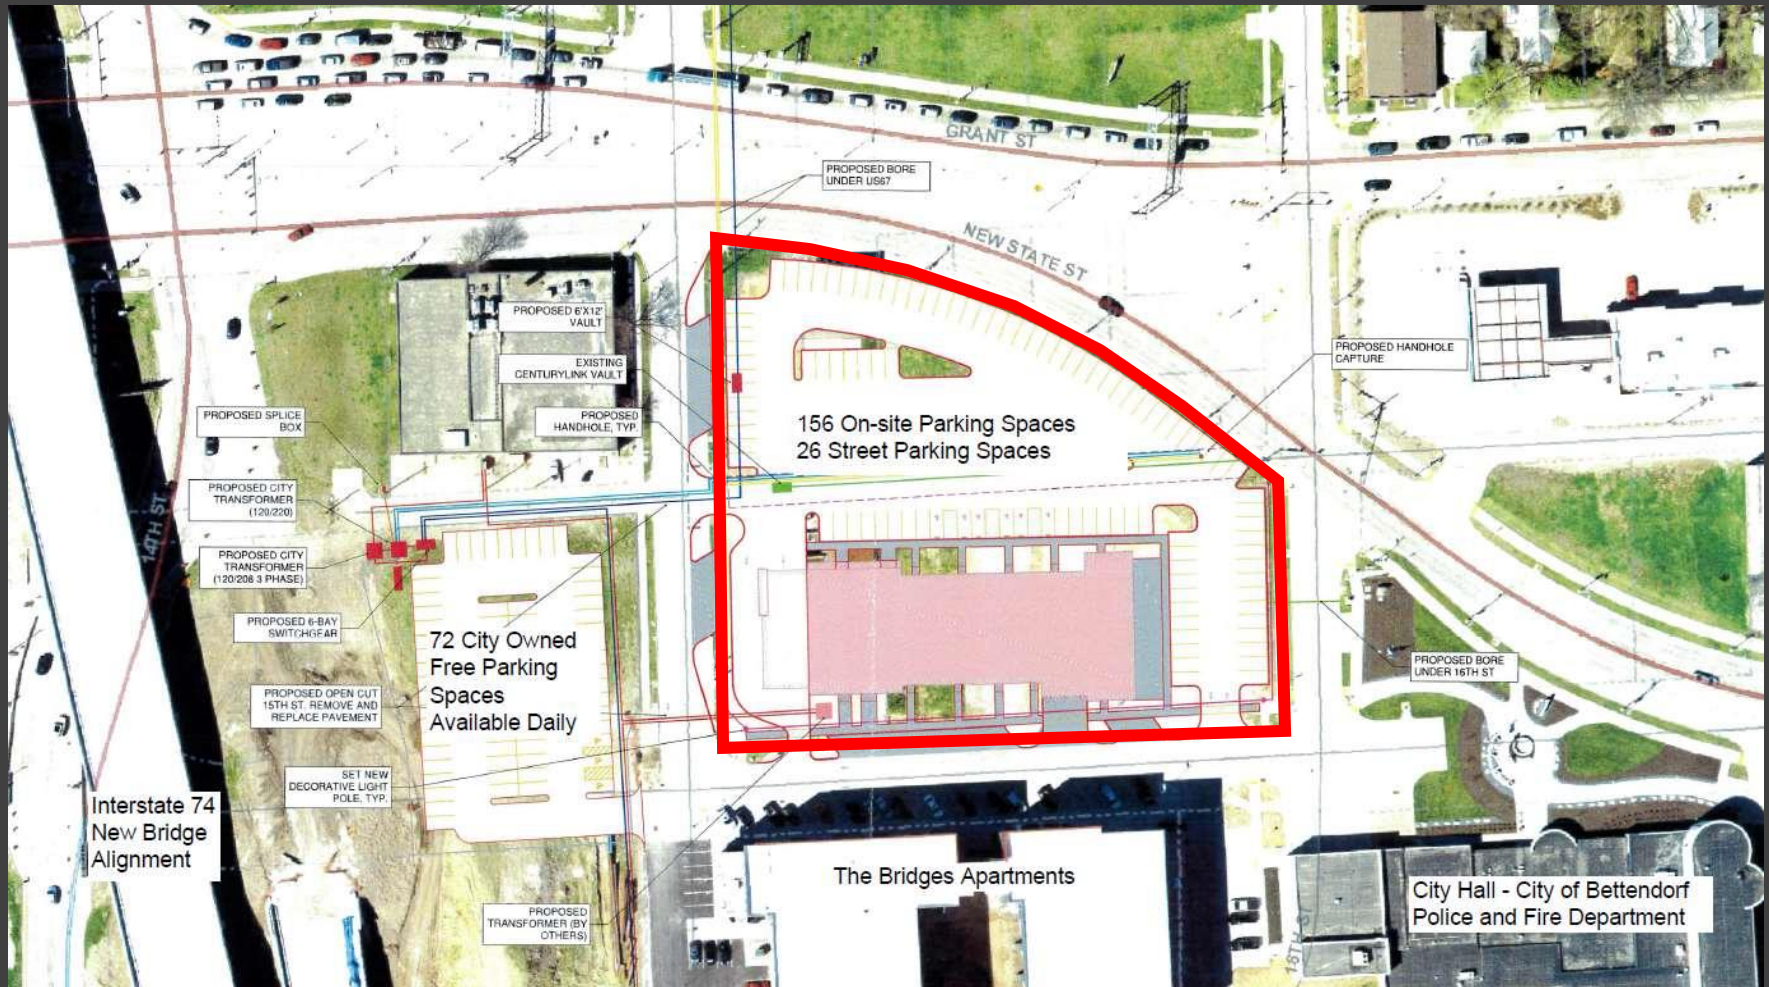 GRANT ST
PROPOSED BORE
UNDER US67
NEW STATE ST
PROPOSED 6'X12'
VAULT
EXISTING
CENTURYLINK VAULT
PROPOSED HANDHOLE
CAPTURE
PROPOSED SPLICE
BOX
PROPOSED
HANDHOLE, TYP.
156 On-site Parking Spaces
26 Street Parking Spaces
PROPOSED CITY
TRANSFORMER
(120/220)
14TH ST.
PROPOSED CITY
TRANSFORMER
(120/208 3 PHASE)
PROPOSED 6-BAY
SWITCHGEAR
72 City Owned
Free Parking
Spaces
Available Daily
PROPOSED BORE
UNDER 16TH ST
PROPOSED OPEN CUT
15TH ST. REMOVE AND
REPLACE PAVEMENT
SET NEW
DECORATIVE LIGHT
POLE, TYP.
Interstate 74
New Bridge
Alignment
The Bridges Apartments
City Hall - City of Bettendorf
Police and Fire Department
PROPOSED
TRANSFORMER (BY
OTHERS)